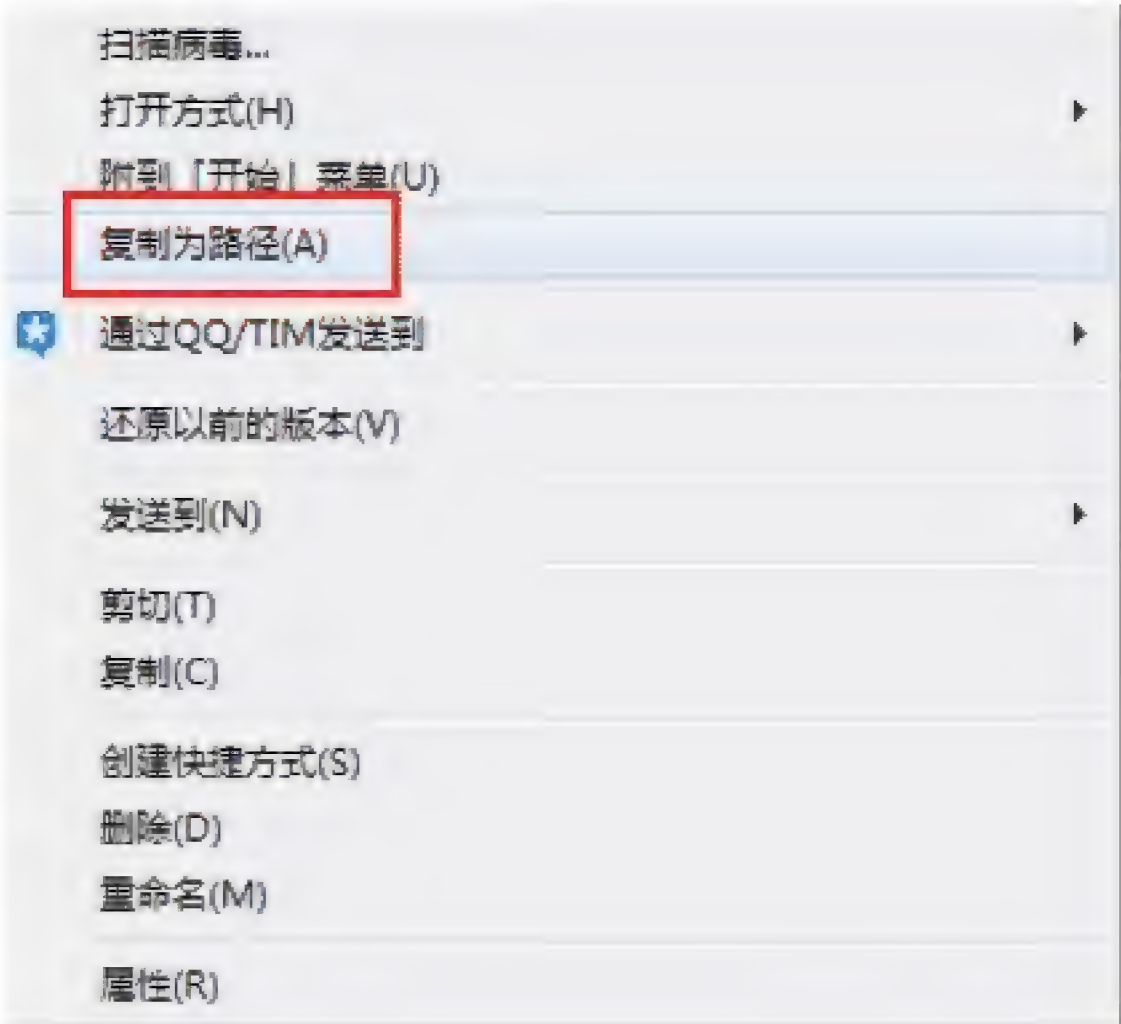 扫描病毒...
打开方式(H)
附到「开始」菜单(U)
复制为路径(A)
通过QQ/TIM发送到
还原以前的版本(V)
发送到(N)
剪切(T)
复制(C)
创建快捷方式(S)
删除(D)
重命名(M)
属性(R)